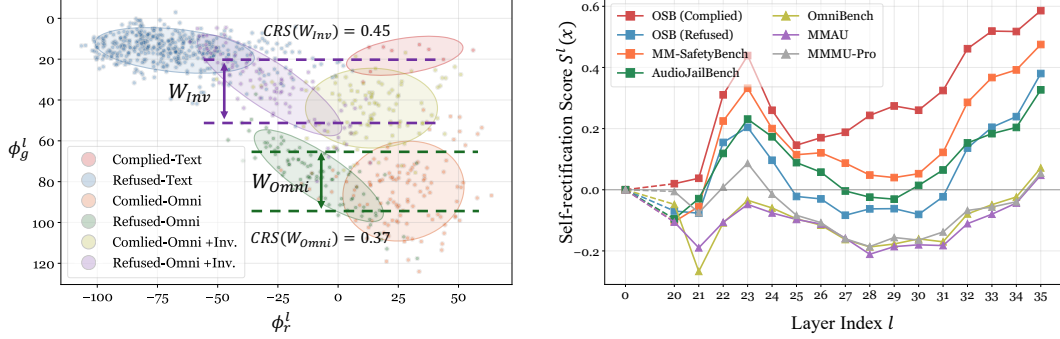 CRS(W_Inv) = 0.45
0
20
40
60
80
100
120
ϕ_g^l
W_Inv
W_Omni
CRS(W_Omni) = 0.37
Complied-Text
Refused-Text
Comlied-Omni
Refused-Omni
Comlied-Omni +Inv.
Refused-Omni +Inv.
−100
−75
−50
−25
0
25
50
ϕ_r^l
Self-rectification Score S^l(x)
0.6
0.4
0.2
0.0
−0.2
OSB (Complied)
OSB (Refused)
MM-SafetyBench
AudioJailBench
OmniBench
MMAU
MMMU-Pro
0 20 21 22 23 24 25 26 27 28 29 30 31 32 33 34 35
Layer Index l